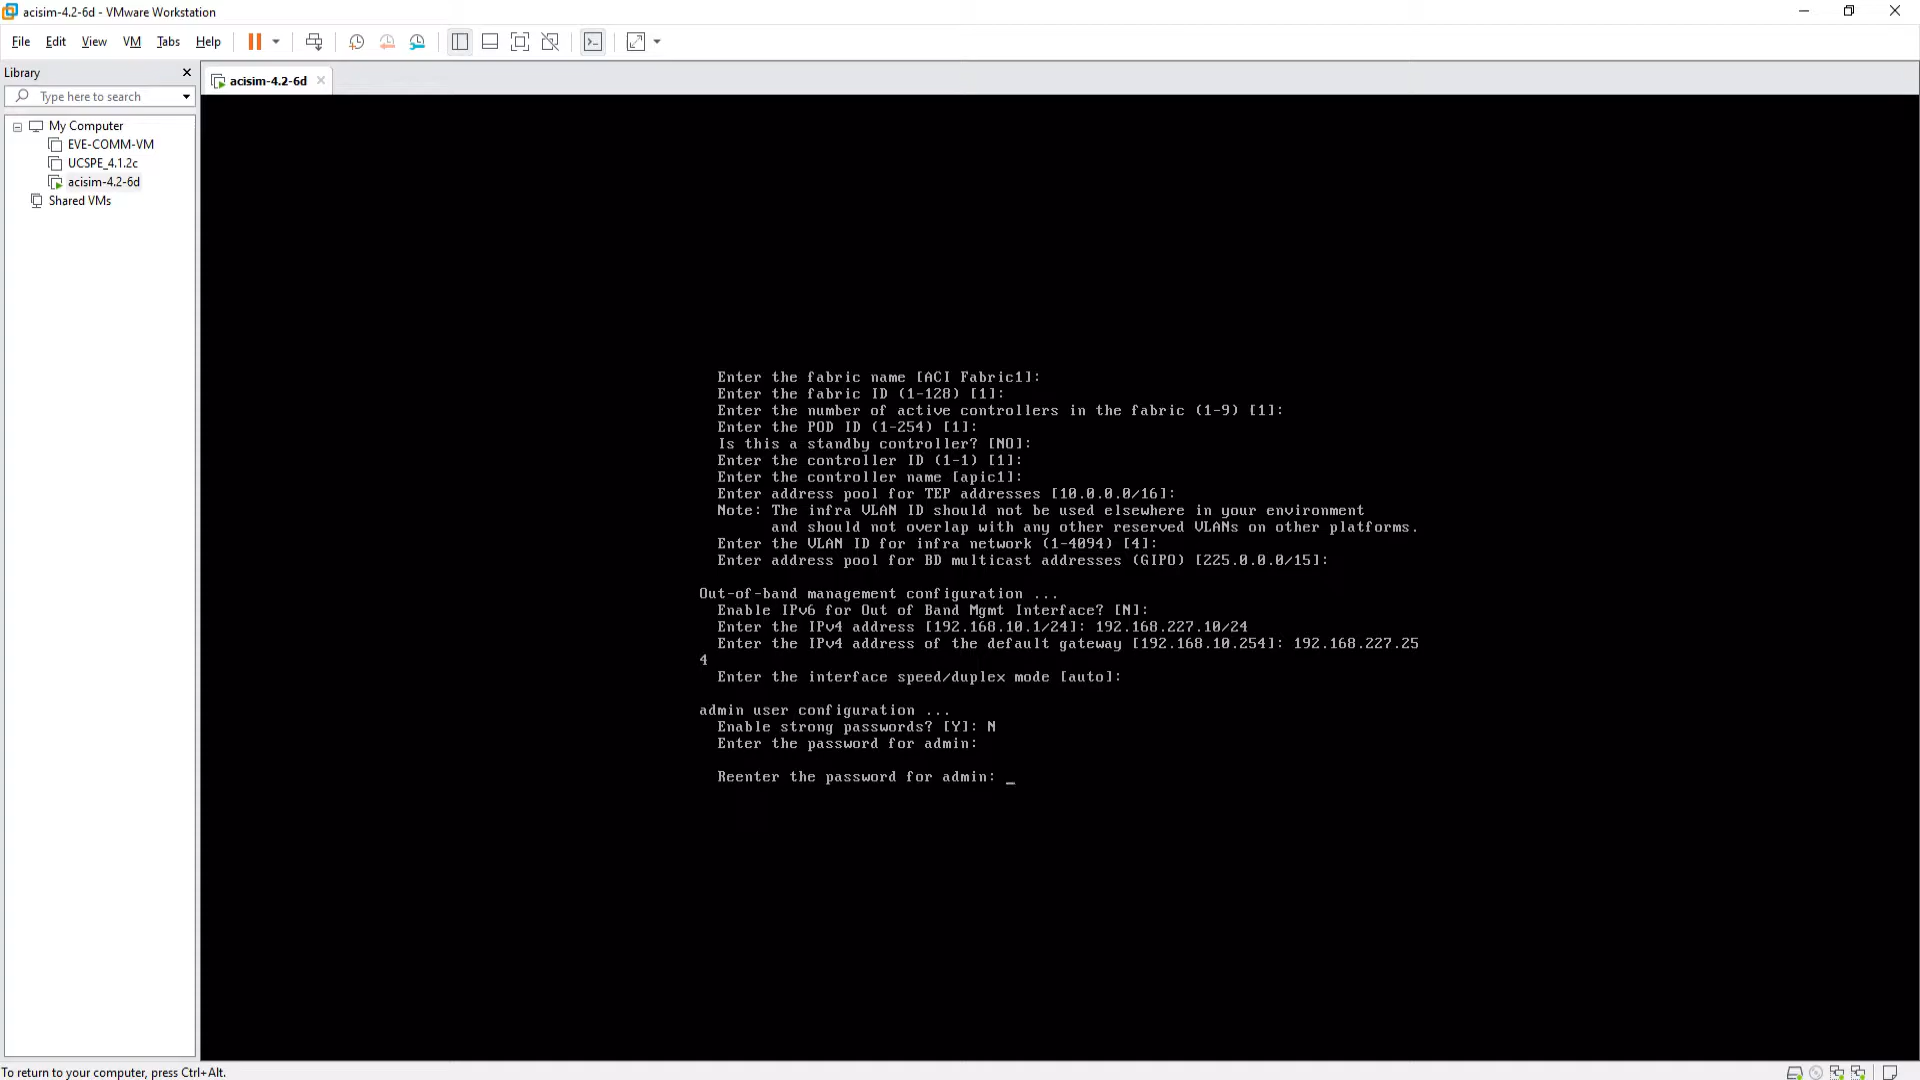 acisim-4.2-6d - VMware Workstation
File Edit View VM Tabs Help
Library
acisim-4.2-6d
Type here to search
My Computer
EVE-COMM-VM
UCSPE_4.1.2c
acisim-4.2-6d
Shared VMs
Enter the fabric name [ACI Fabric1]:
Enter the fabric ID (1-128) [1]:
Enter the number of active controllers in the fabric (1-9) [1]:
Enter the POD ID (1-254) [1]:
Is this a standby controller? [NO]:
Enter the controller ID (1-1) [1]:
Enter the controller name [apic1]:
Enter address pool for TEP addresses [10.0.0.0/16]:
Note: The infra VLAN ID should not be used elsewhere in your environment
and should not overlap with any other reserved VLANs on other platforms.
Enter the VLAN ID for infra network (1-4094) [4]:
Enter address pool for BD multicast addresses (GIPO) [225.0.0.0/15]:
Out-of-band management configuration ...
Enable IPv6 for Out of Band Mgmt Interface? [N]:
Enter the IPv4 address [192.168.10.1/24]: 192.168.227.10/24
Enter the IPv4 address of the default gateway [192.168.10.254]: 192.168.227.25
4
Enter the interface speed/duplex mode [auto]:
admin user configuration ...
Enable strong passwords? [Y]: N
Enter the password for admin:
Reenter the password for admin: _
To return to your computer, press Ctrl+Alt.